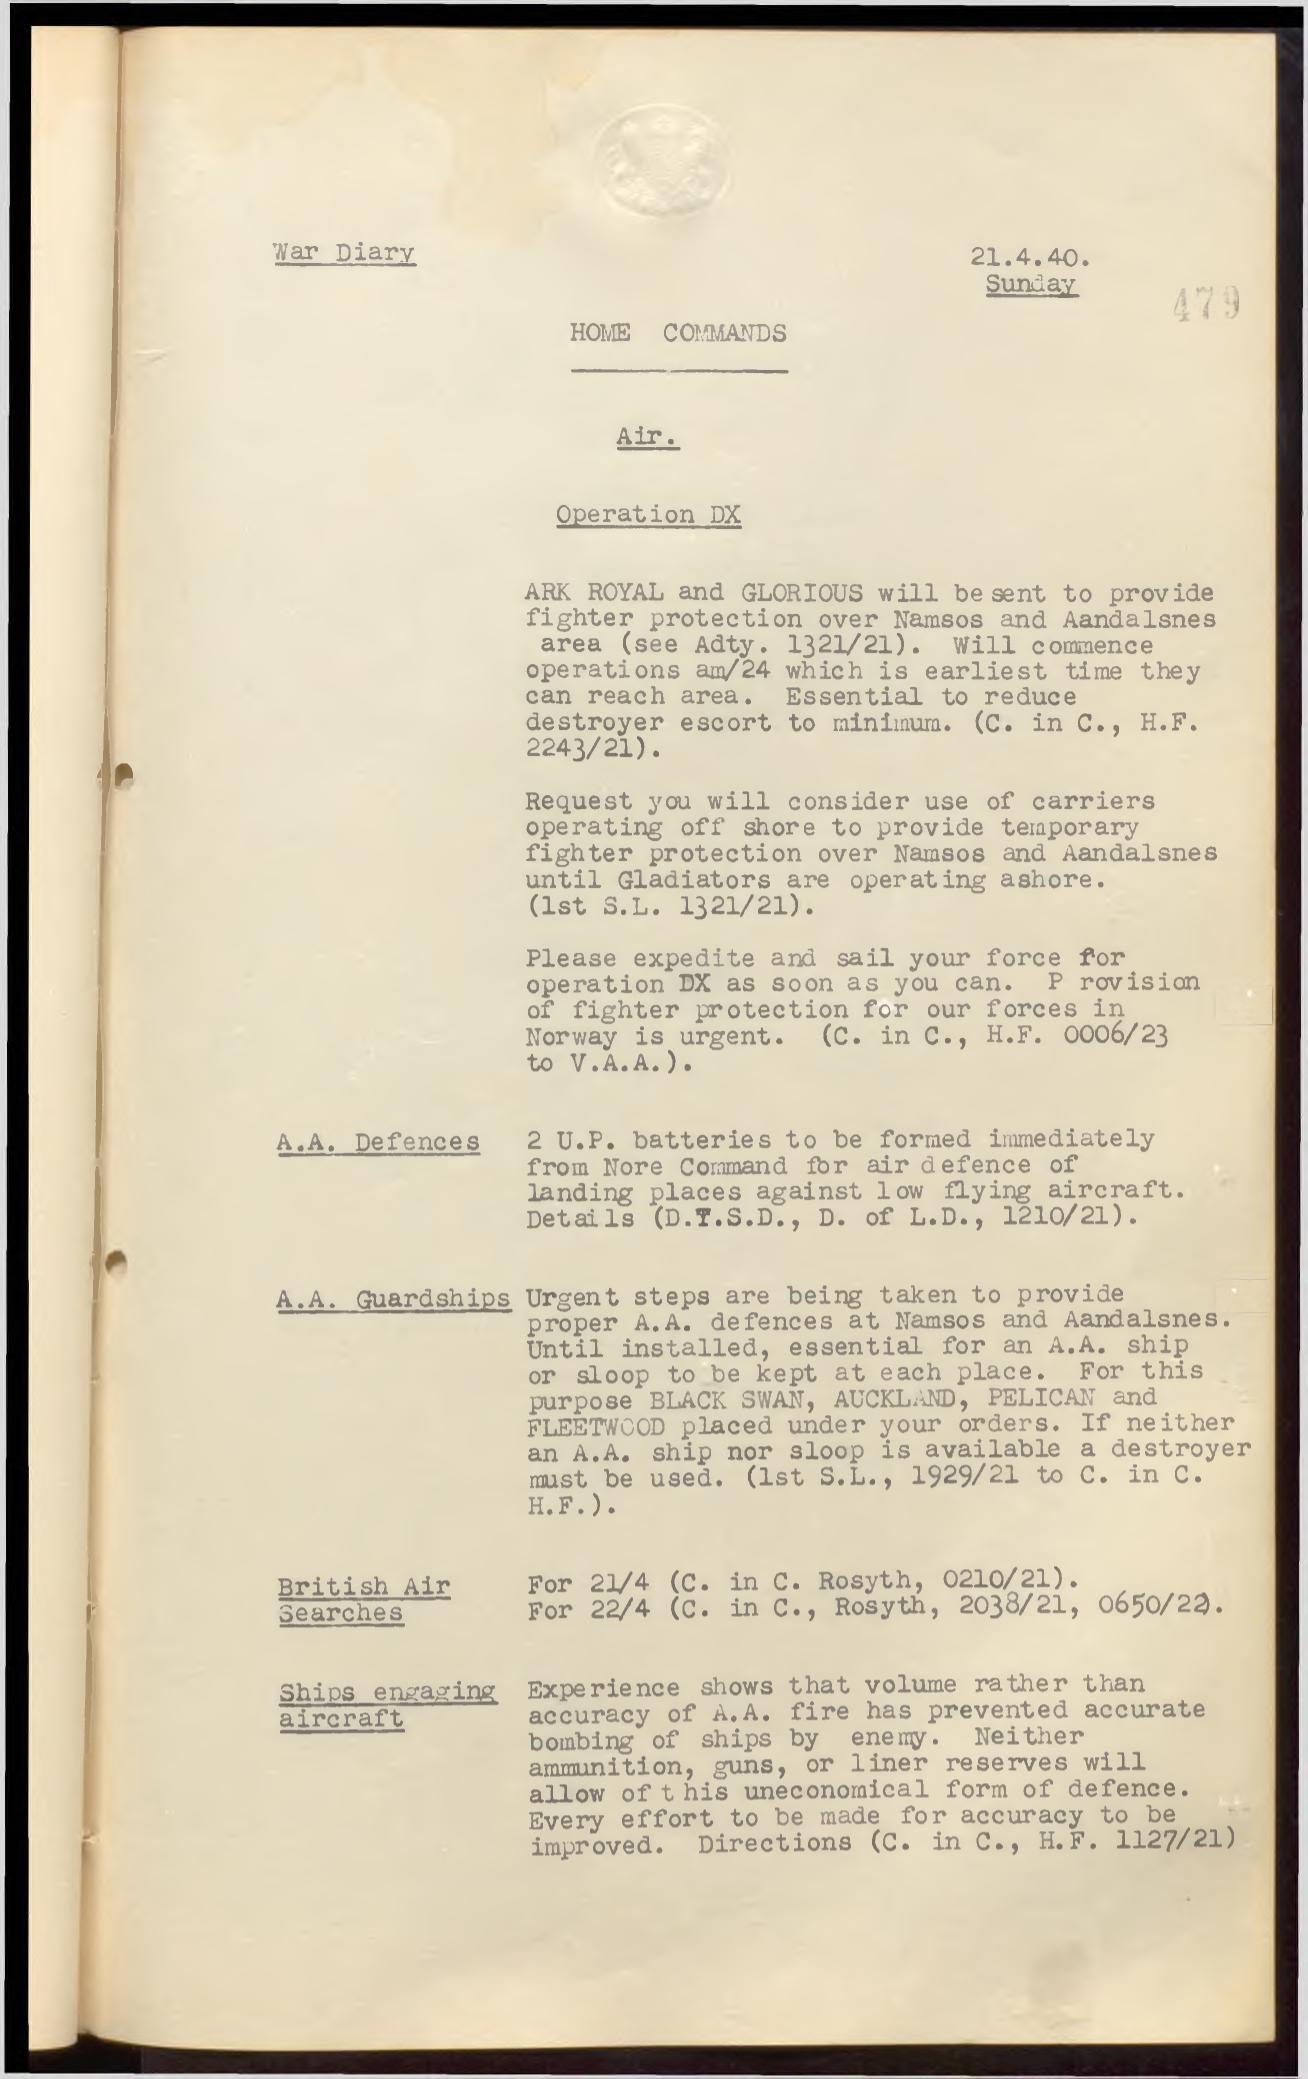 War Diary
21.4.40.
Sunday
479
HOME COMMANDS
Air.
Operation DX
ARK ROYAL and GLORIOUS will be sent to provide
fighter protection over Namsos and Aandalsnes
area (see Adty. 1321/21). Will commence
operations am/24 which is earliest time they
can reach area. Essential to reduce
destroyer escort to minimum. (C. in C., H.F.
2243/21).
Request you will consider use of carriers
operating off shore to provide temporary
fighter protection over Namsos and Aandalsnes
until Gladiators are operating ashore.
(1st S.L. 1321/21).
Please expedite and sail your force for
operation DX as soon as you can. P rovision
of fighter protection for our forces in
Norway is urgent. (C. in C., H.F. 0006/23
to V.A.A.).
A.A. Defences
2 U.P. batteries to be formed immediately
from Nore Command for air defence of
landing places against low flying aircraft.
Details (D.T.S.D., D. of L.D., 1210/21).
A.A. Guardships
Urgent steps are being taken to provide
proper A.A. defences at Namsos and Aandalsnes.
Until installed, essential for an A.A. ship
or sloop to be kept at each place. For this
purpose BLACK SWAN, AUCKLAND, PELICAN and
FLEETWOOD placed under your orders. If neither
an A.A. ship nor sloop is available a destroyer
must be used. (1st S.L., 1929/21 to C. in C.
H.F.).
British Air
Searches
For 21/4 (C. in C. Rosyth, 0210/21).
For 22/4 (C. in C., Rosyth, 2038/21, 0650/22).
Ships engaging
aircraft
Experience shows that volume rather than
accuracy of A.A. fire has prevented accurate
bombing of ships by enemy. Neither
ammunition, guns, or liner reserves will
allow of this uneconomical form of defence.
Every effort to be made for accuracy to be
improved. Directions (C. in C., H.F. 1127/21)